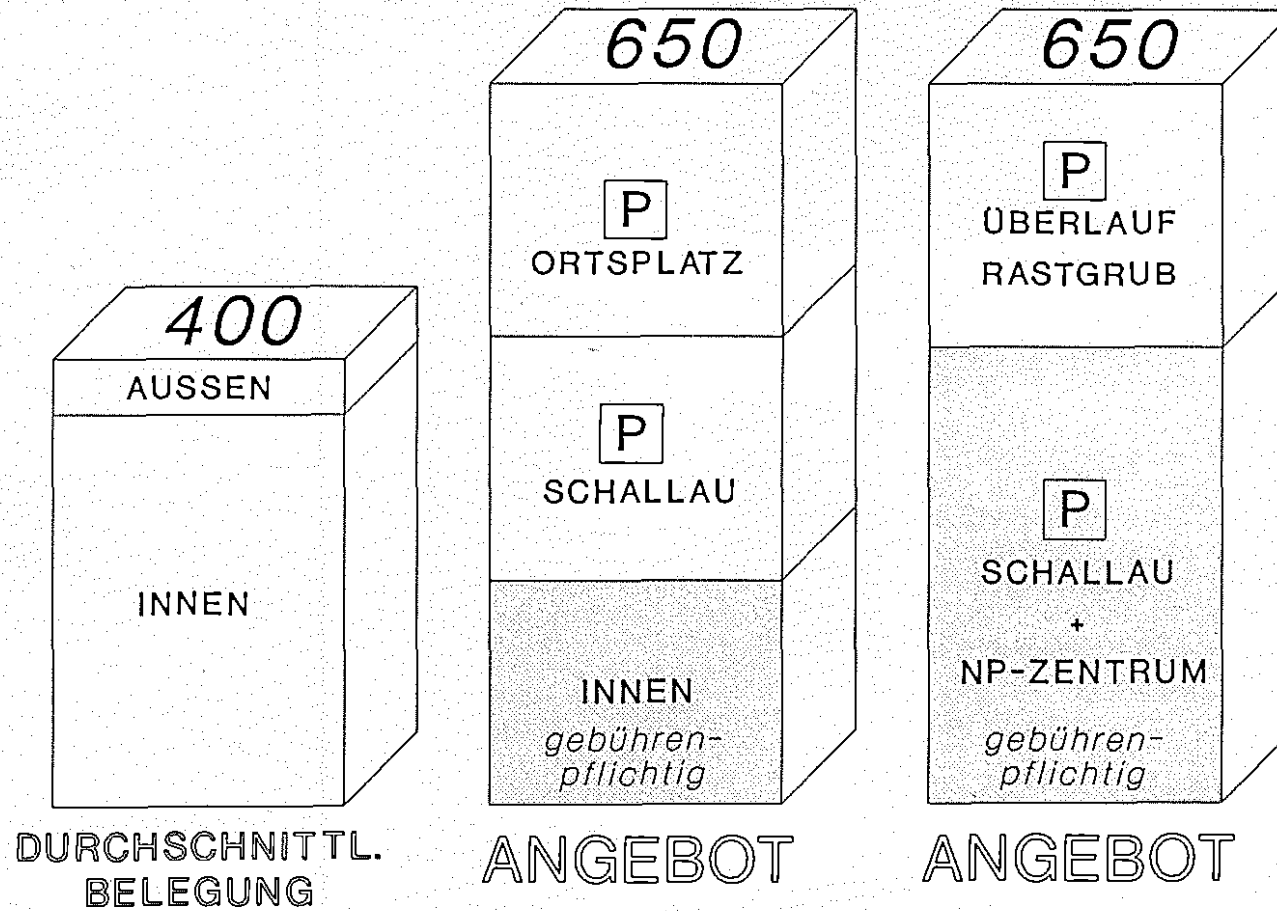 400
AUSSEN
INNEN
DURCHSCHNITTL.
BELEGUNG
650
P
ORTSPLATZ
P
SCHALLAU
INNEN
gebühren-
pflichtig
ANGEBOT
650
P
ÜBERLAUF
RASTGRUB
P
SCHALLAU
+
NP-ZENTRUM
gebühren-
pflichtig
ANGEBOT